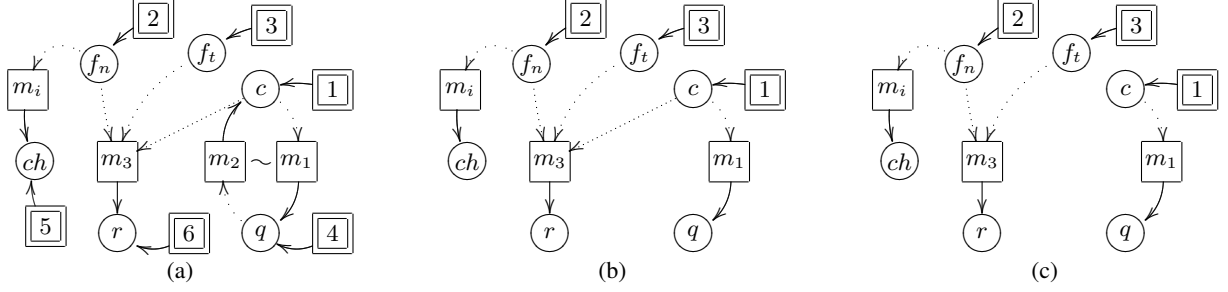 2 3
f_n f_t
m_i c 1
ch m_3 m_2 ~ m_1
5 r 6 q 4
(a)
2 3
f_n f_t
m_i c 1
ch m_3 m_1
r q
(b)
2 3
f_n f_t
m_i c 1
ch m_3 m_1
r q
(c)